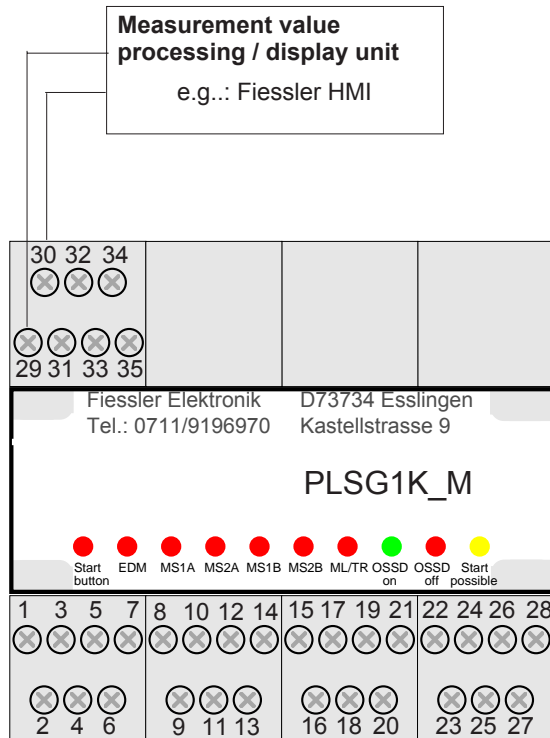 Measurement value
processing / display unit
e.g..: Fiessler HMI
30 32 34
29 31 33 35
Fiessler Elektronik D73734 Esslingen
Tel.: 0711/9196970 Kastellstrasse 9
PLSG1K_M
Start button EDM MS1A MS2A MS1B MS2B ML/TR OSSD on OSSD off Start possible
1 3 5 7 8 10 12 14 15 17 19 21 22 24 26 28
2 4 6 9 11 13 16 18 20 23 25 27